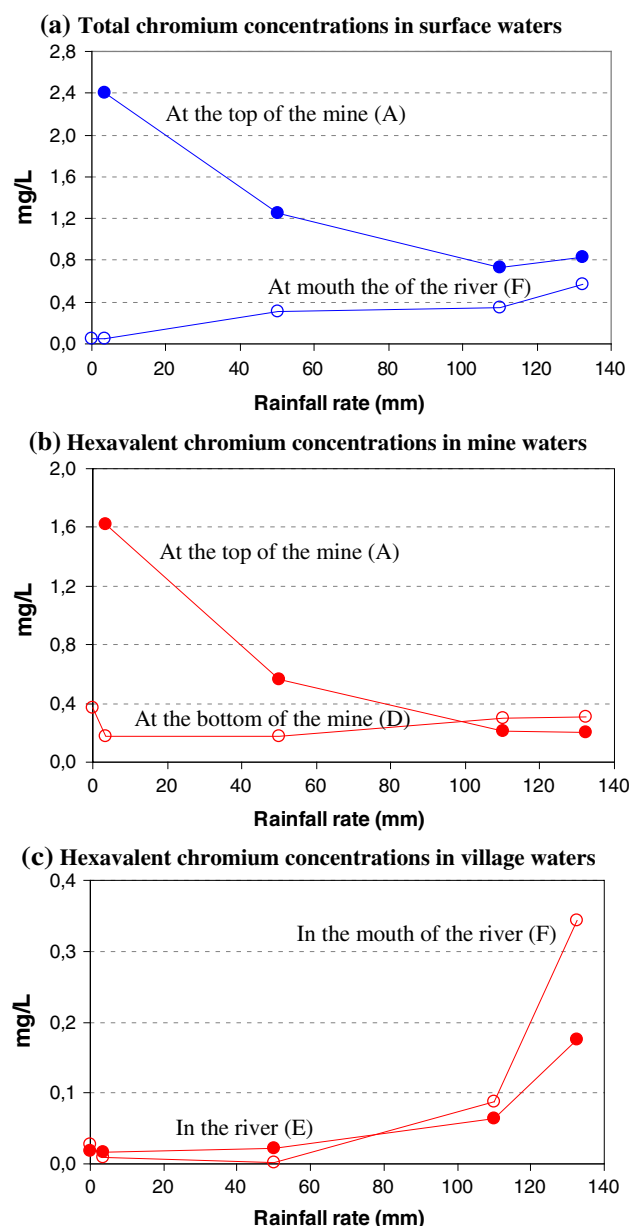 (a) Total chromium concentrations in surface waters
2,8
2,4
2,0
1,6
1,2
0,8
0,4
0,0
mg/L
At the top of the mine (A)
At mouth the of the river (F)
0 20 40 60 80 100 120 140
Rainfall rate (mm)
(b) Hexavalent chromium concentrations in mine waters
2,0
1,6
1,2
0,8
0,4
0,0
mg/L
At the top of the mine (A)
At the bottom of the mine (D)
0 20 40 60 80 100 120 140
Rainfall rate (mm)
(c) Hexavalent chromium concentrations in village waters
0,4
0,3
0,2
0,1
0,0
mg/L
In the mouth of the river (F)
In the river (E)
0 20 40 60 80 100 120 140
Rainfall rate (mm)